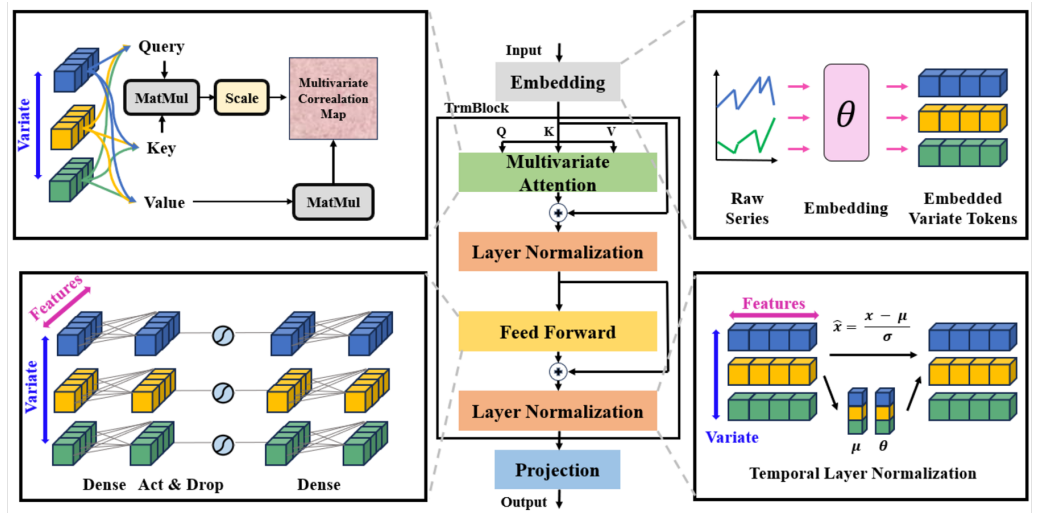 Query
MatMul
Scale
Multivariate
Correalation
Map
Key
Value
MatMul
Variate
Input
Embedding
TrmBlock
Q K V
Multivariate
Attention
Layer Normalization
Feed Forward
Layer Normalization
Projection
Output
θ
Raw
Series
Embedding
Embedded
Variate Tokens
Features
Variate
Dense Act & Drop Dense
Features
Variate
x̂ = (x − μ) / σ
μ θ
Temporal Layer Normalization